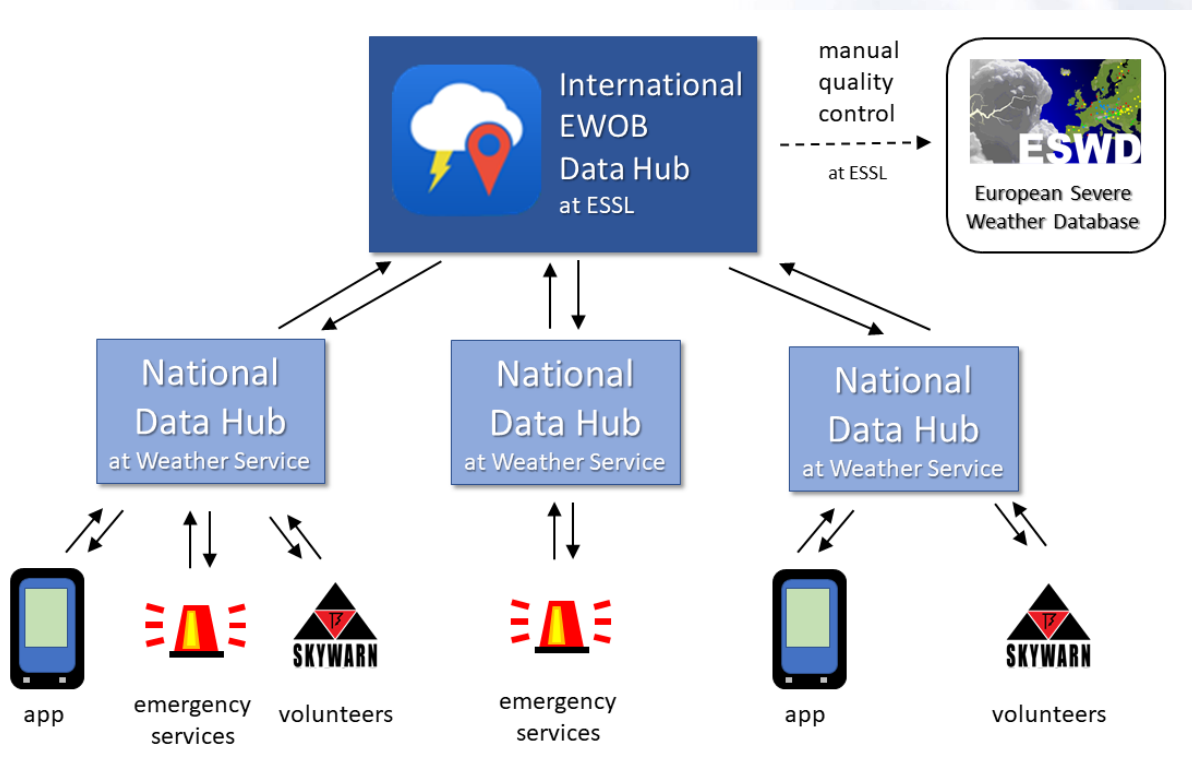 International
EWOB
Data Hub
at ESSL
manual
quality
control
at ESSL
ESWD
European Severe
Weather Database
National
Data Hub
at Weather Service
National
Data Hub
at Weather Service
National
Data Hub
at Weather Service
SKYWARN
app
emergency
services
volunteers
emergency
services
app
SKYWARN
volunteers